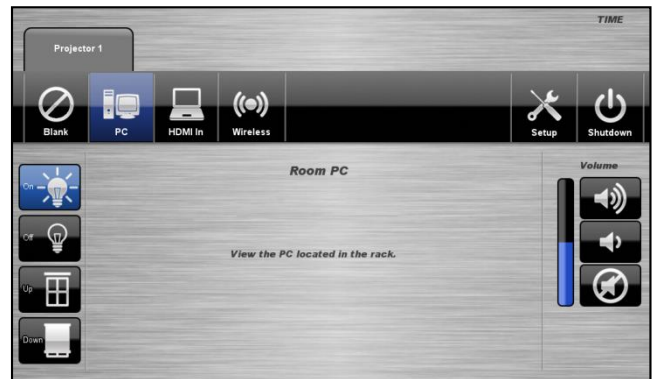 TIME
Projector 1
Blank
PC
HDMI In
Wireless
Setup
Shutdown
Room PC
Volume
On
Off
View the PC located in the rack.
Up
Down